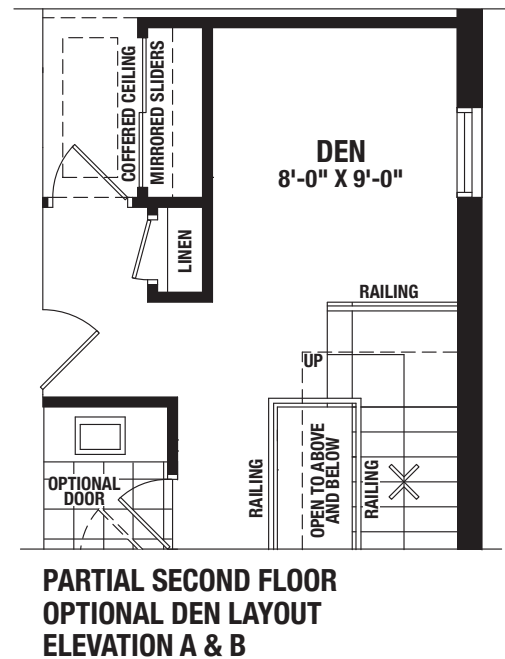 COFFERED CEILING
MIRRORED SLIDERS
DEN
8'-0" X 9'-0"
LINEN
RAILING
UP
OPTIONAL
DOOR
RAILING
OPEN TO ABOVE
AND BELOW
RAILING
PARTIAL SECOND FLOOR
OPTIONAL DEN LAYOUT
ELEVATION A & B